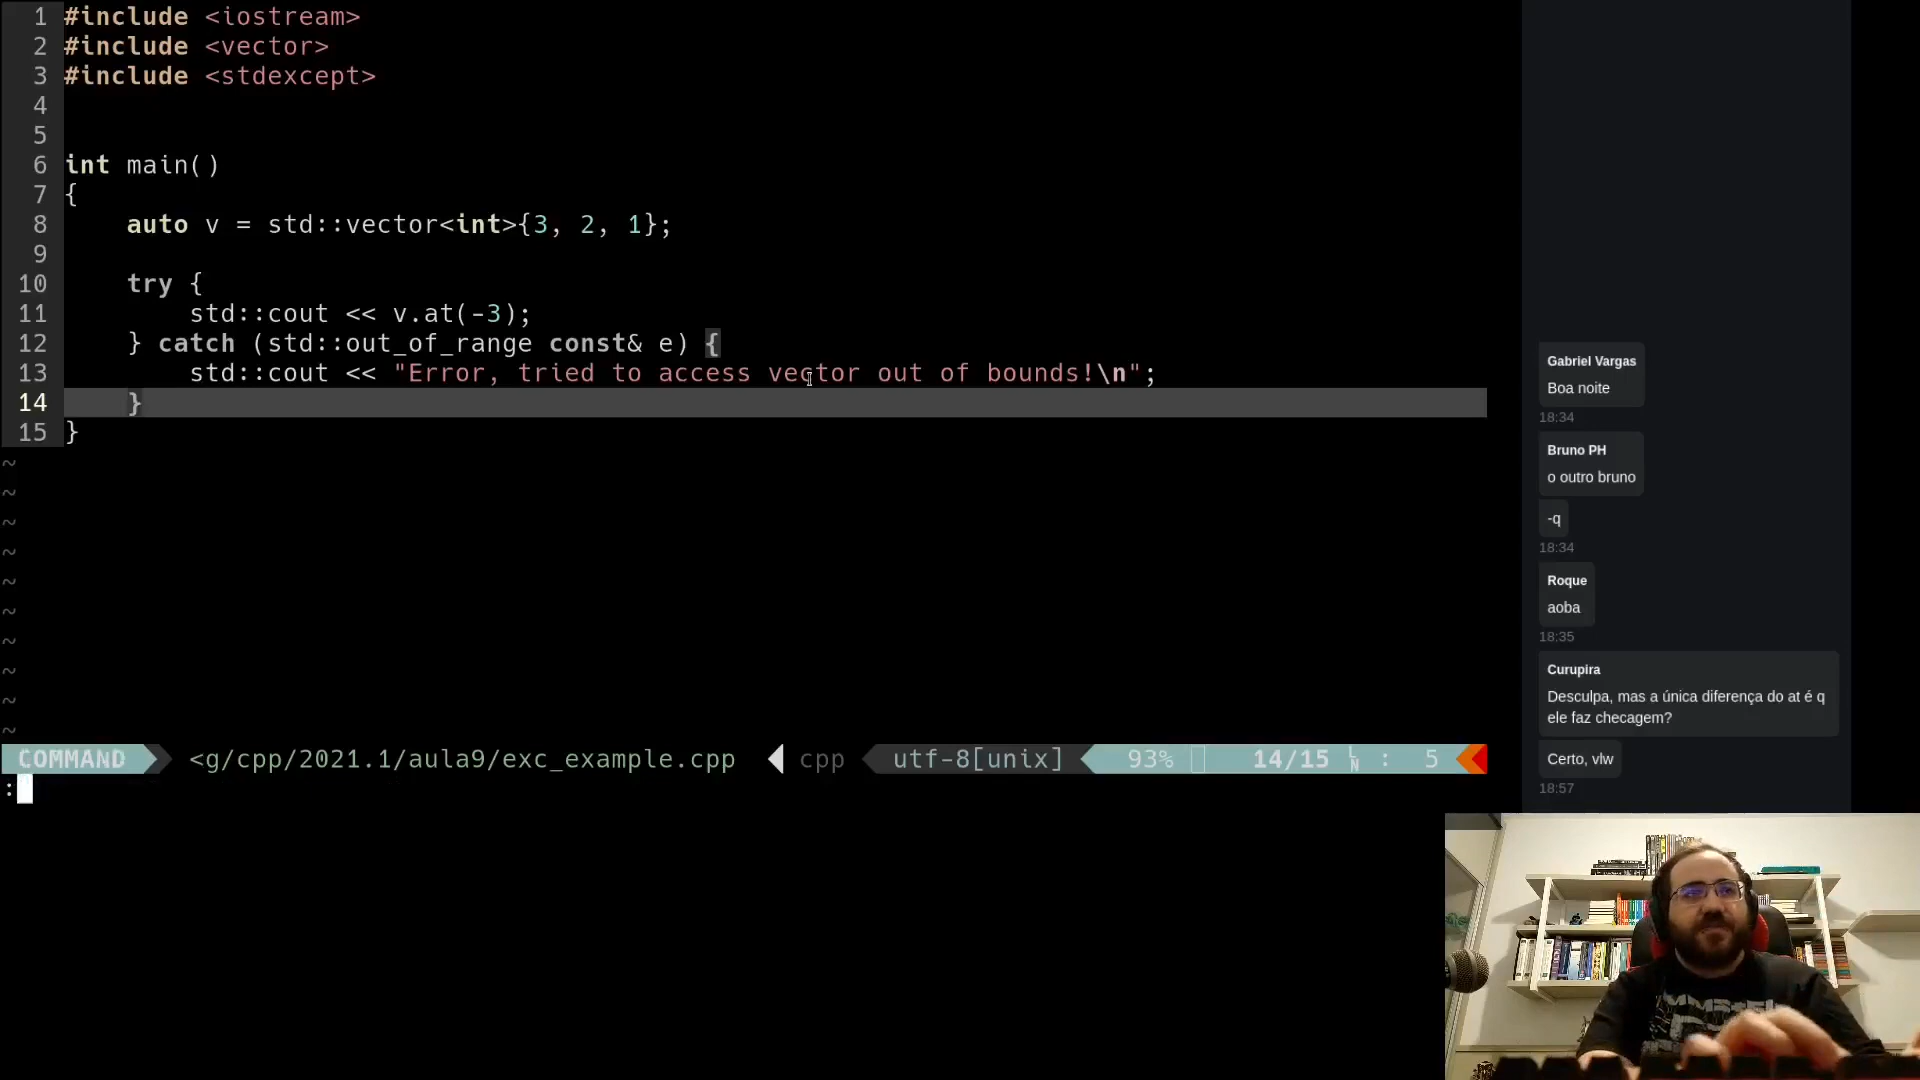 1 #include <iostream>
2 #include <vector>
3 #include <stdexcept>
4
5
6 int main()
7 {
8     auto v = std::vector<int>{3, 2, 1};
9
10     try {
11         std::cout << v.at(-3);
12     } catch (std::out_of_range const& e) {
13         std::cout << "Error, tried to access vector out of bounds!\n";
14     }
15 }
~
~
~
~
~
~
~
~
~
~
COMMAND <g/cpp/2021.1/aula9/exc_example.cpp cpp utf-8[unix] 93% 14/15 LN : 5
:
Gabriel Vargas
Boa noite
18:34
Bruno PH
o outro bruno
-q
18:34
Roque
aoba
18:35
Curupira
Desculpa, mas a única diferença do at é q
ele faz checagem?
Certo, vlw
18:57